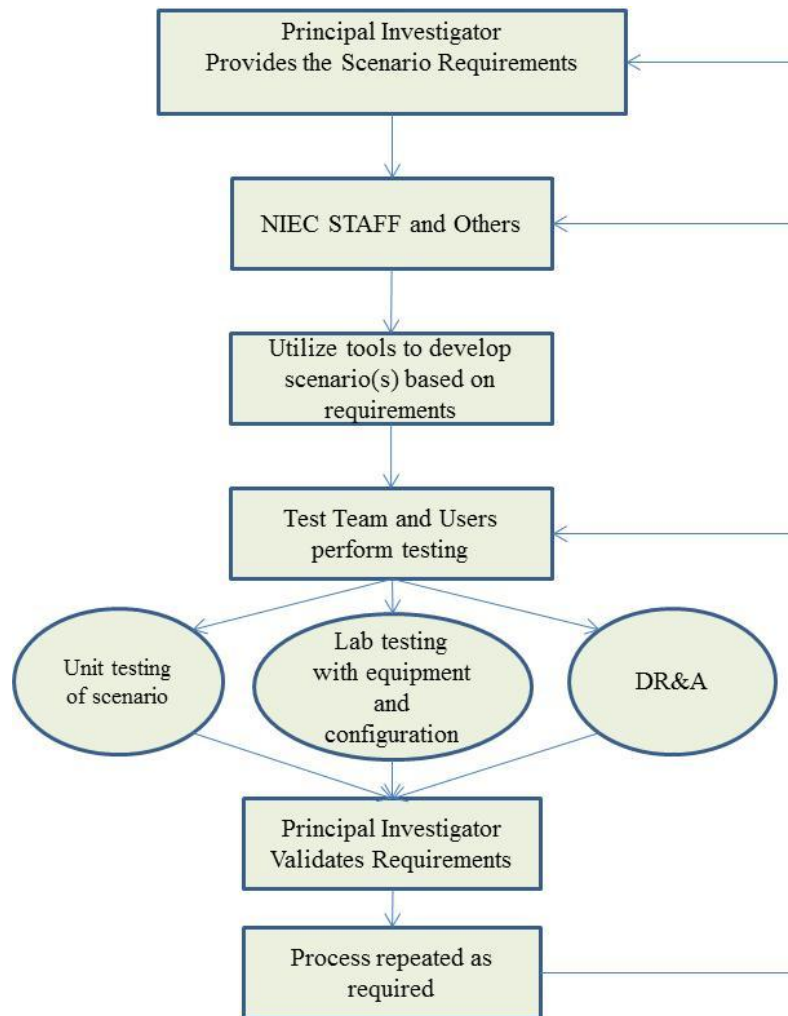 Principal Investigator
Provides the Scenario Requirements
NIEC STAFF and Others
Utilize tools to develop
scenario(s) based on
requirements
Test Team and Users
perform testing
Unit testing
of scenario
Lab testing
with equipment
and
configuration
DR&A
Principal Investigator
Validates Requirements
Process repeated as
required